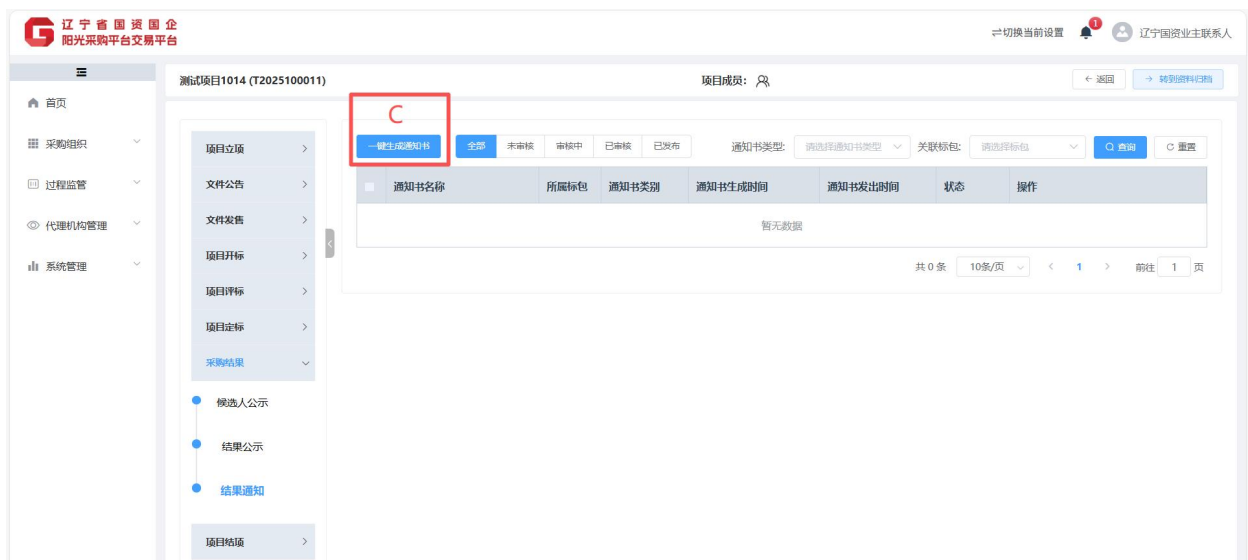 辽宁省国资国企
阳光采购平台交易平台
⇌切换当前设置
1
辽宁国资业主联系人
测试项目1014 (T2025100011)
项目成员：
← 返回
→ 转到资料归档
首页
采购组织
过程监管
代理机构管理
系统管理
项目立项
文件公告
文件发售
项目开标
项目评标
项目定标
采购结果
候选人公示
结果公示
结果通知
项目结项
C
一键生成通知书
全部 未审核 审核中 已审核 已发布
通知书类型: 请选择通知书类型
关联标包: 请选择标包
查询
重置
通知书名称 所属标包 通知书类别 通知书生成时间 通知书发出时间 状态 操作
暂无数据
共 0 条 10条/页 < 1 > 前往 1 页